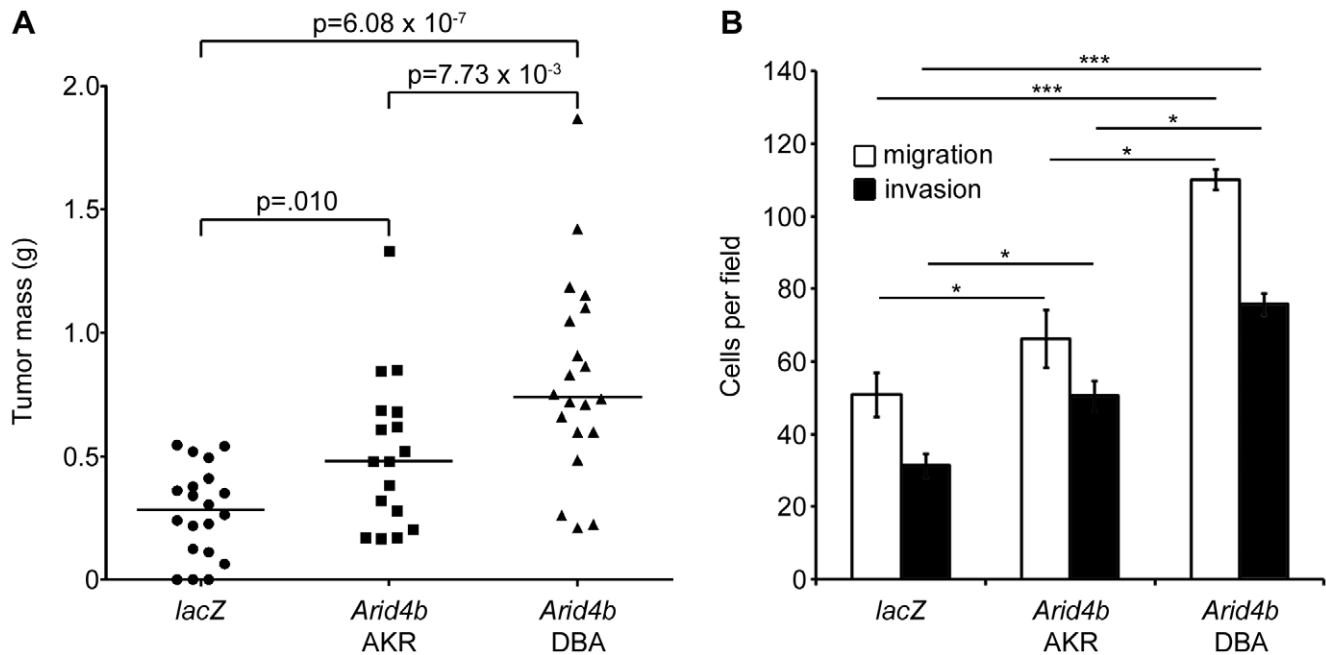 A
p=6.08 x 10-7
p=7.73 x 10-3
p=.010
Tumor mass (g)
2.0
1.5
1.0
0.5
0
lacZ
Arid4b
AKR
Arid4b
DBA
B
Cells per field
140
120
100
80
60
40
20
0
***
***
*
*
*
*
migration
invasion
lacZ
Arid4b
AKR
Arid4b
DBA